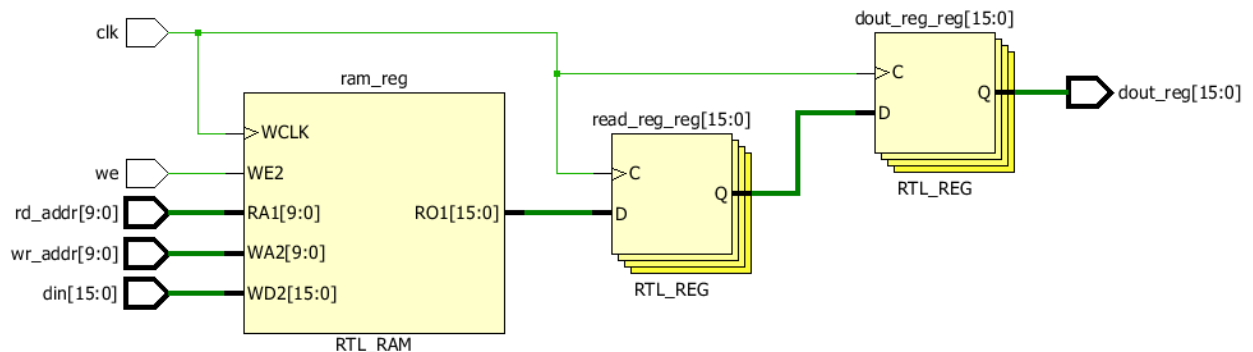 clk
we
rd_addr[9:0]
wr_addr[9:0]
din[15:0]
ram_reg
WCLK
WE2
RA1[9:0]
RO1[15:0]
WA2[9:0]
WD2[15:0]
RTL_RAM
read_reg_reg[15:0]
C
Q
D
RTL_REG
dout_reg_reg[15:0]
C
Q
D
RTL_REG
dout_reg[15:0]